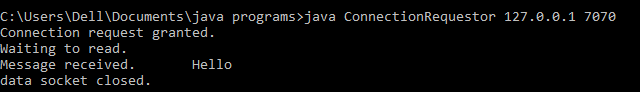 C:\Users\Dell\Documents\java programs>java ConnectionRequestor 127.0.0.1 7070
Connection request granted.
Waiting to read.
Message received.       Hello
data socket closed.